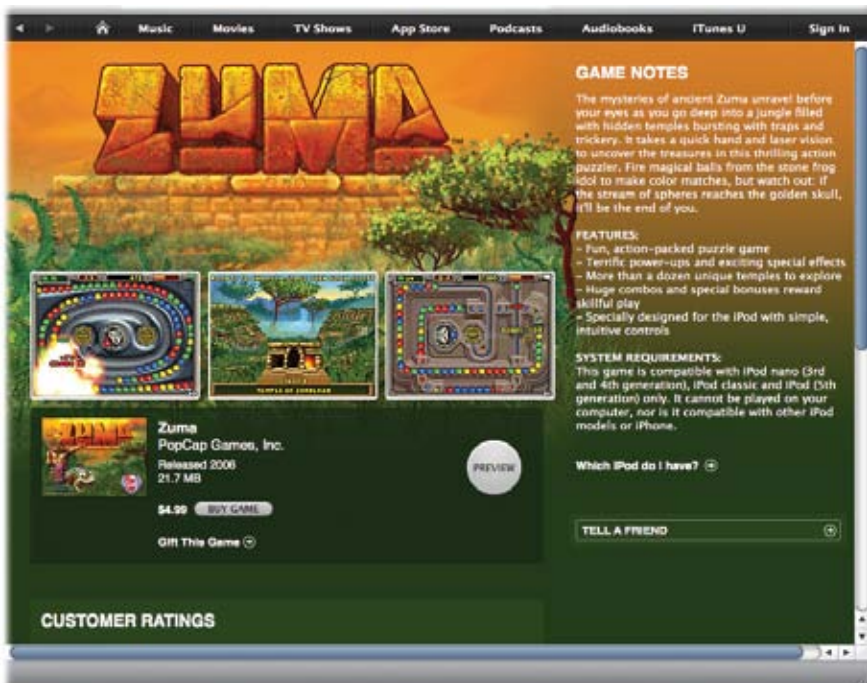 Music Movies TV Shows App Store Podcasts Audiobooks iTunes U Sign In
ZUMA™
GAME NOTES
The mysteries of ancient Zuma unravel before
your eyes as you go deep into a jungle filled
with hidden temples bursting with traps and
trickery. It takes a quick hand and laser vision
to uncover the treasures in this thrilling action
puzzler. Fire magical balls from the stone frog
idol to make color matches, but watch out: if
the stream of spheres reaches the golden skull,
it'll be the end of you.
FEATURES:
– Fun, action-packed puzzle game
– Terrific power-ups and exciting special effects
– More than a dozen unique temples to explore
– Huge combos and special bonuses reward
skillful play
– Specially designed for the iPod with simple,
intuitive controls
SYSTEM REQUIREMENTS:
This game is compatible with iPod nano (3rd
and 4th generation), iPod classic and iPod (5th
generation) only. It cannot be played on your
computer, nor is it compatible with other iPod
models or iPhone.
Which iPod do I have?
TELL A FRIEND
ZUMA
Zuma
PopCap Games, Inc.
Released 2006
21.7 MB
PREVIEW
$4.99 BUY GAME
Gift This Game
CUSTOMER RATINGS